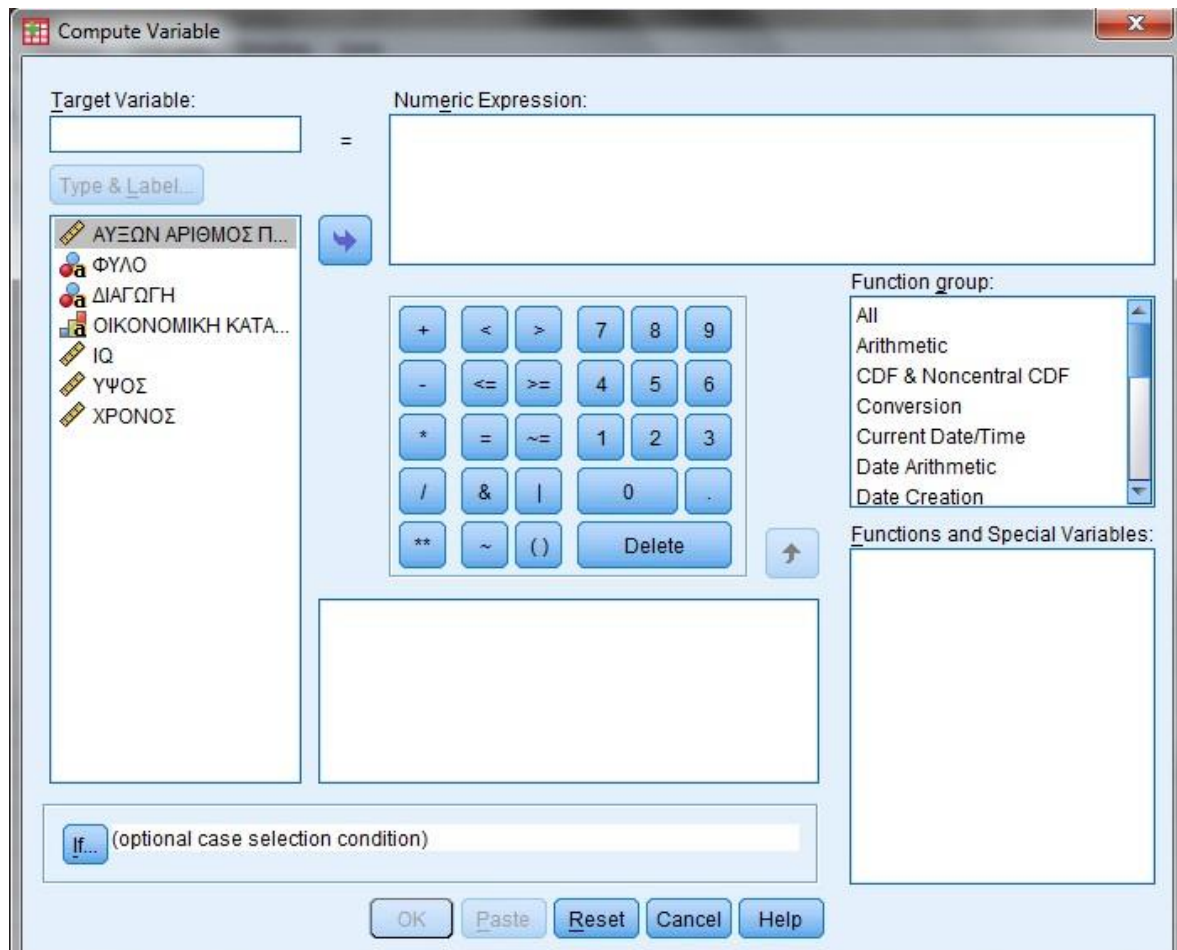 Compute Variable
Target Variable:
Numeric Expression:
=
Type & Label...
ΑΥΞΩΝ ΑΡΙΘΜΟΣ Π...
ΦΥΛΟ
ΔΙΑΓΩΓΗ
ΟΙΚΟΝΟΜΙΚΗ ΚΑΤΑ...
IQ
ΥΨΟΣ
ΧΡΟΝΟΣ
+ < > 7 8 9
- <= >= 4 5 6
* = ~= 1 2 3
/ & | 0 .
** ~ ( ) Delete
Function group:
All
Arithmetic
CDF & Noncentral CDF
Conversion
Current Date/Time
Date Arithmetic
Date Creation
Functions and Special Variables:
If... (optional case selection condition)
OK Paste Reset Cancel Help